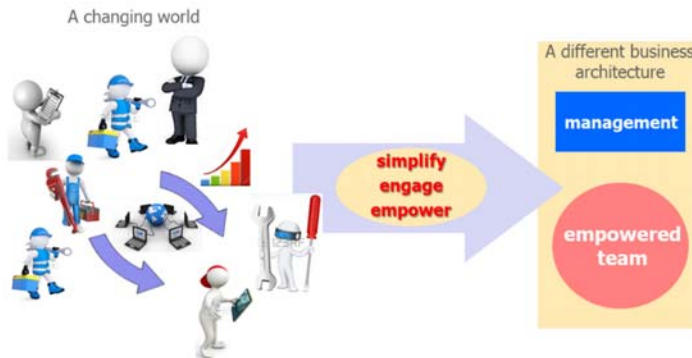 A changing world
A different business
architecture
management
simplify
engage
empower
empowered
team